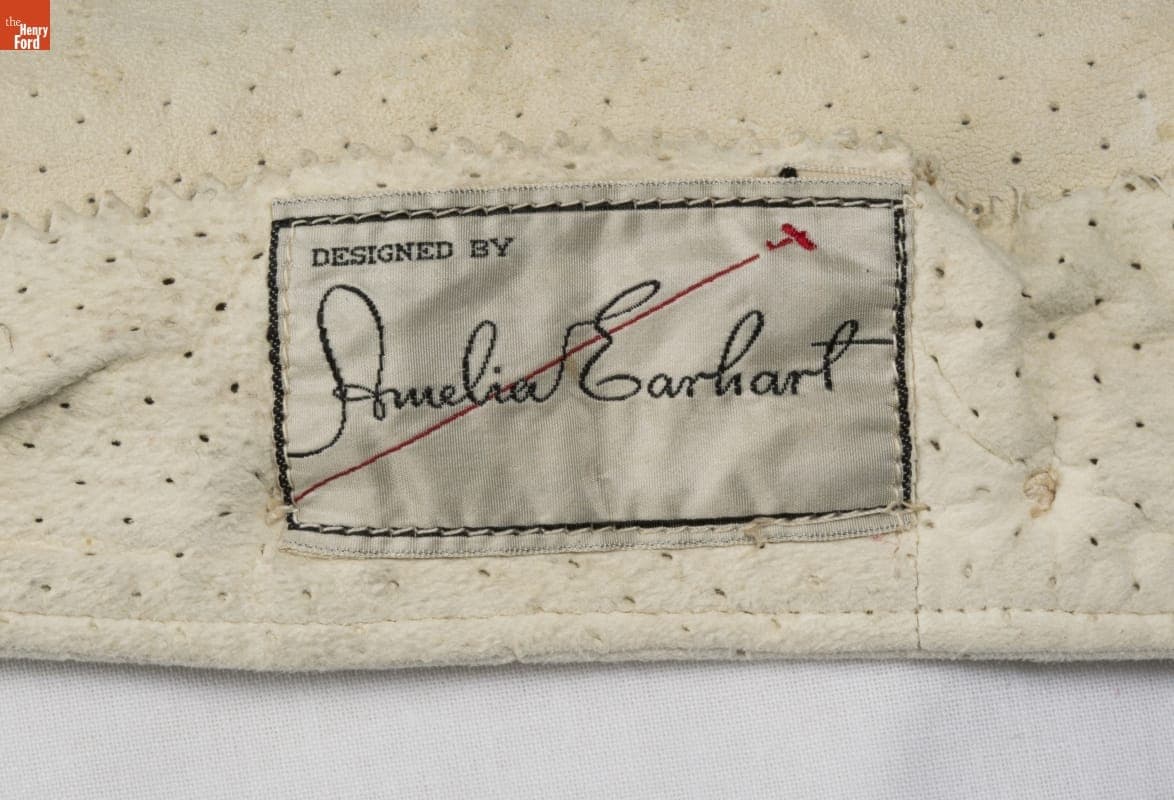 the
Henry
Ford
DESIGNED BY
Amelia Earhart